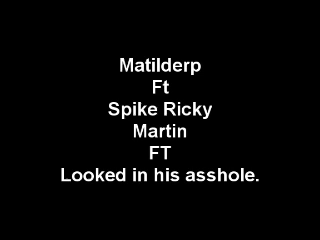 Matilderp
Ft
Spike Ricky
Martin
FT
Looked in his asshole.